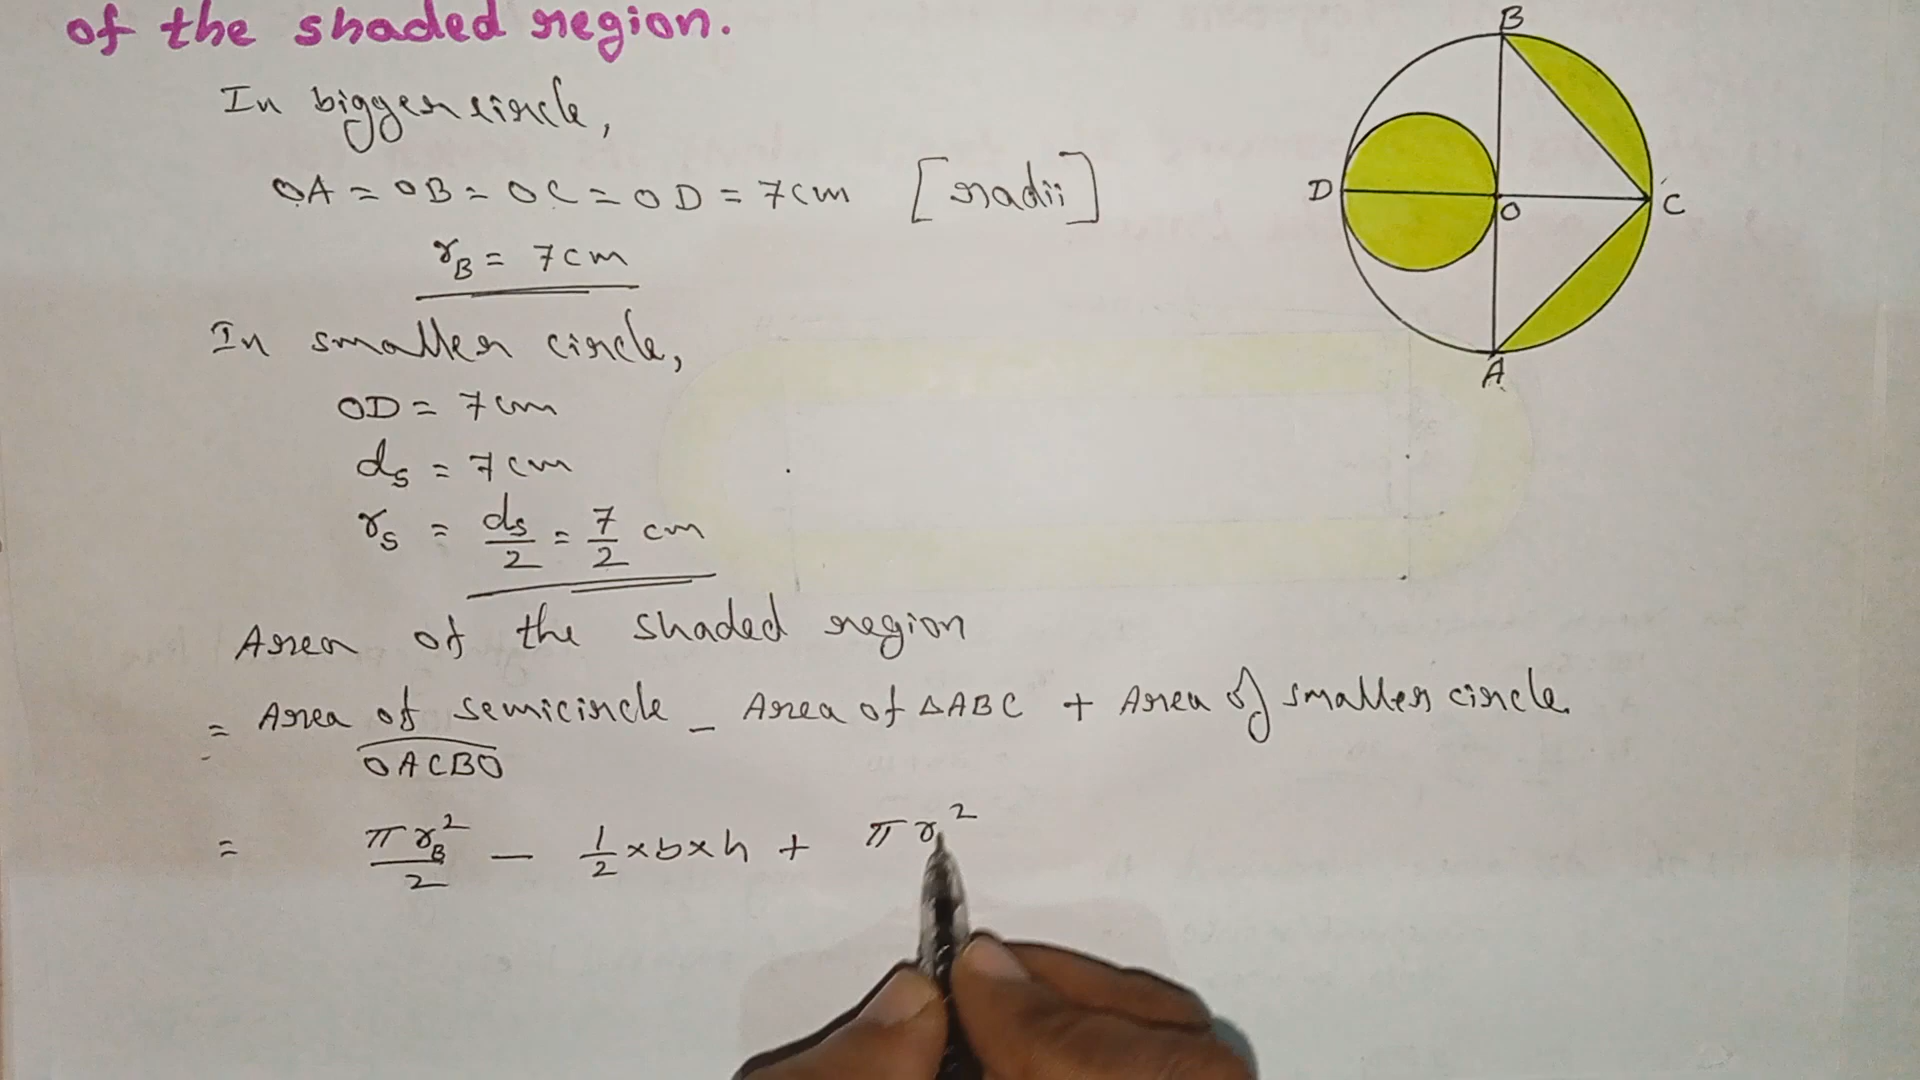 of the shaded region.
In bigger circle,
OA = OB = OC = OD = 7cm [radii]
r_B = 7cm
In smaller circle,
OD = 7cm
d_s = 7cm
r_s = d_s/2 = 7/2 cm
Area of the shaded region
= Area of semicircle - Area of △ABC + Area of smaller circle.
OACBO
= πr_B²/2 - 1/2 × b × h + πr²
B
D
O
C
A